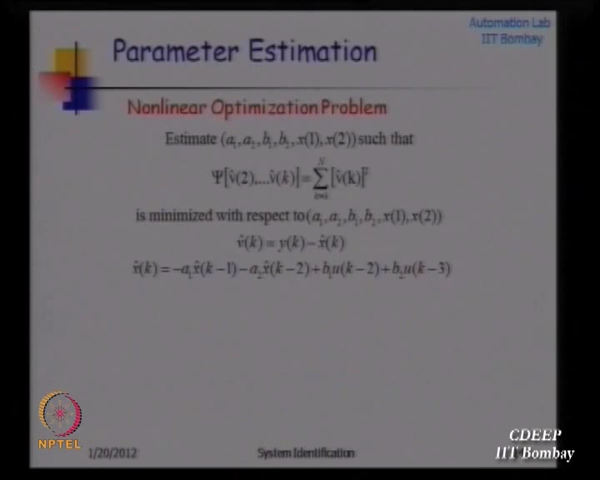 Automation Lab
IIT Bombay
Parameter Estimation
Nonlinear Optimization Problem
Estimate (a₁,a₂,b₁,b₂,x(1),x(2)) such that
Ψ[v̂(2),...v̂(k)]=∑[v̂(k)]²
is minimized with respect to (a₁,a₂,b₁,b₂,x(1),x(2))
v̂(k) = y(k) − x̂(k)
x̂(k) = −a₁x̂(k−1) − a₂x̂(k−2) + b₁u(k−2) + b₂u(k−3)
NPTEL
1/20/2012
System Identification
CDEEP
IIT Bombay